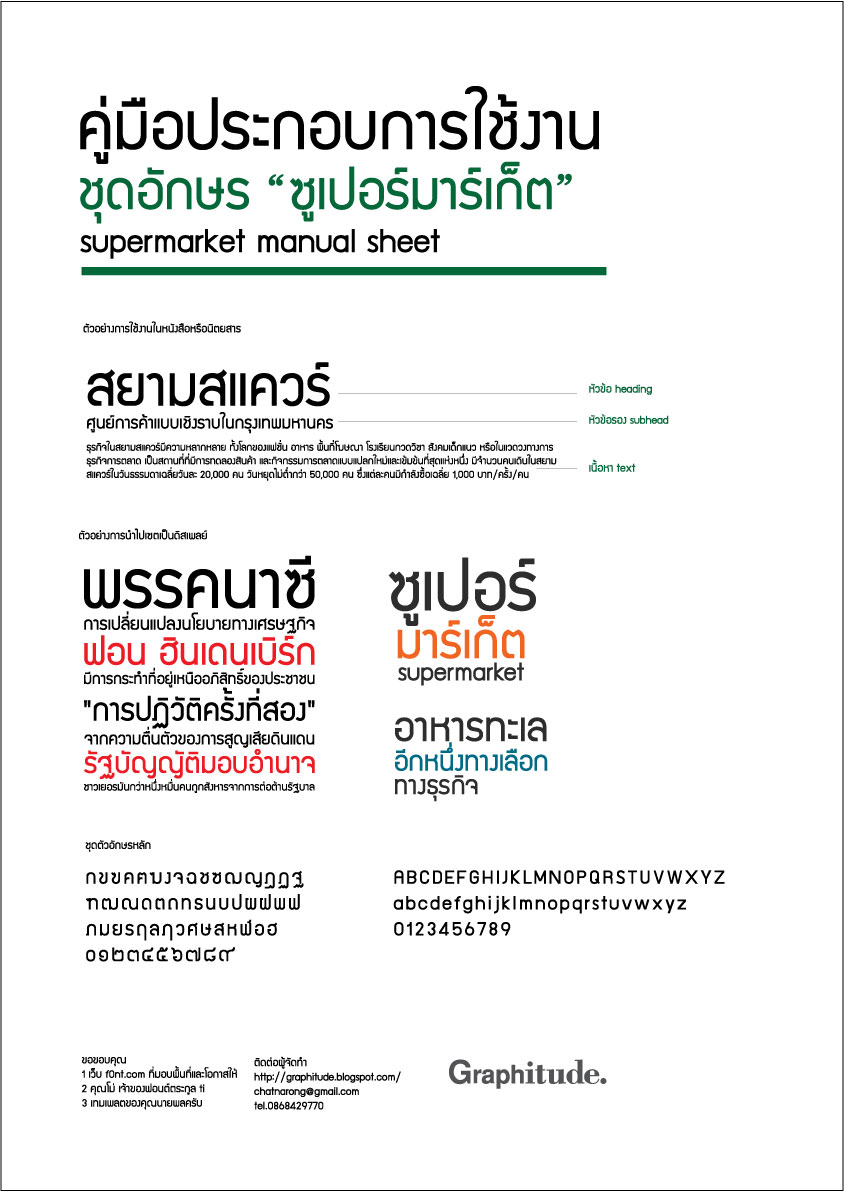 คู่มือประกอบการใช้งาน
ชุดอักษร “ซูเปอร์มาร์เก็ต”
supermarket manual sheet
ตัวอย่างการใช้งานในหนังสือหรือนิตยสาร
สยามสแควร์
หัวข้อ heading
ศูนย์การค้าแบบเชิงราบในกรุงเทพมหานคร
หัวข้อรอง subhead
ธุรกิจในสยามสแควร์มีความหลากหลาย ทั้งโลกของแฟชั่น อาหาร พื้นที่โฆษณา โรงเรียนกวดวิชา สังคมเด็กแนว หรือในแวดวงทางการ
ธุรกิจการตลาด เป็นสถานที่ที่มีการทดลองสินค้า และกิจกรรมการตลาดแบบแปลกใหม่และเข้มข้นที่สุดแห่งหนึ่ง มีจำนวนคนเดินในสยาม
สแควร์ในวันธรรมดาเฉลี่ยวันละ 20,000 คน วันหยุดไม่ต่ำกว่า 50,000 คน ซึ่งแต่ละคนมีกำลังซื้อเฉลี่ย 1,000 บาท/ครั้ง/คน
เนื้อหา text
ตัวอย่างการนำไปเซตเป็นดิสเพลย์
พรรคนาซี
การเปลี่ยนแปลงนโยบายทางเศรษฐกิจ
ฟอน ฮินเดนเบิร์ก
มีการกระทำที่อยู่เหนืออภิสิทธิ์ของประชาชน
"การปฏิวัติครั้งที่สอง"
จากความตื่นตัวของการสูญเสียดินแดน
รัฐบัญญัติมอบอำนาจ
ชาวเยอรมันกว่าหนึ่งหมื่นคนถูกสังหารจากการต่อต้านรัฐบาล
ซูเปอร์
มาร์เก็ต
supermarket
อาหารทะเล
อีกหนึ่งทางเลือก
ทางธุรกิจ
ชุดตัวอักษรหลัก
กขฃคฅฆงจฉชซฌญฎฏฐ
ฑฒณดตถทธนบปผฝพฟ
ภมยรฤลฦวศษสหฬอฮ
๐๑๒๓๔๕๖๗๘๙
ABCDEFGHIJKLMNOPQRSTUVWXYZ
abcdefghijklmnopqrstuvwxyz
0123456789
ขอขอบคุณ
1 เว็บ f0nt.com ที่มอบพื้นที่และโอกาสให้
2 คุณโม่ เจ้าของฟอนต์ตระกูล ti
3 เทมเพลตของคุณนายพลครับ
ติดต่อผู้จัดทำ
http://graphitude.blogspot.com/
chatnarong@gmail.com
tel.0868429770
Graphitude.